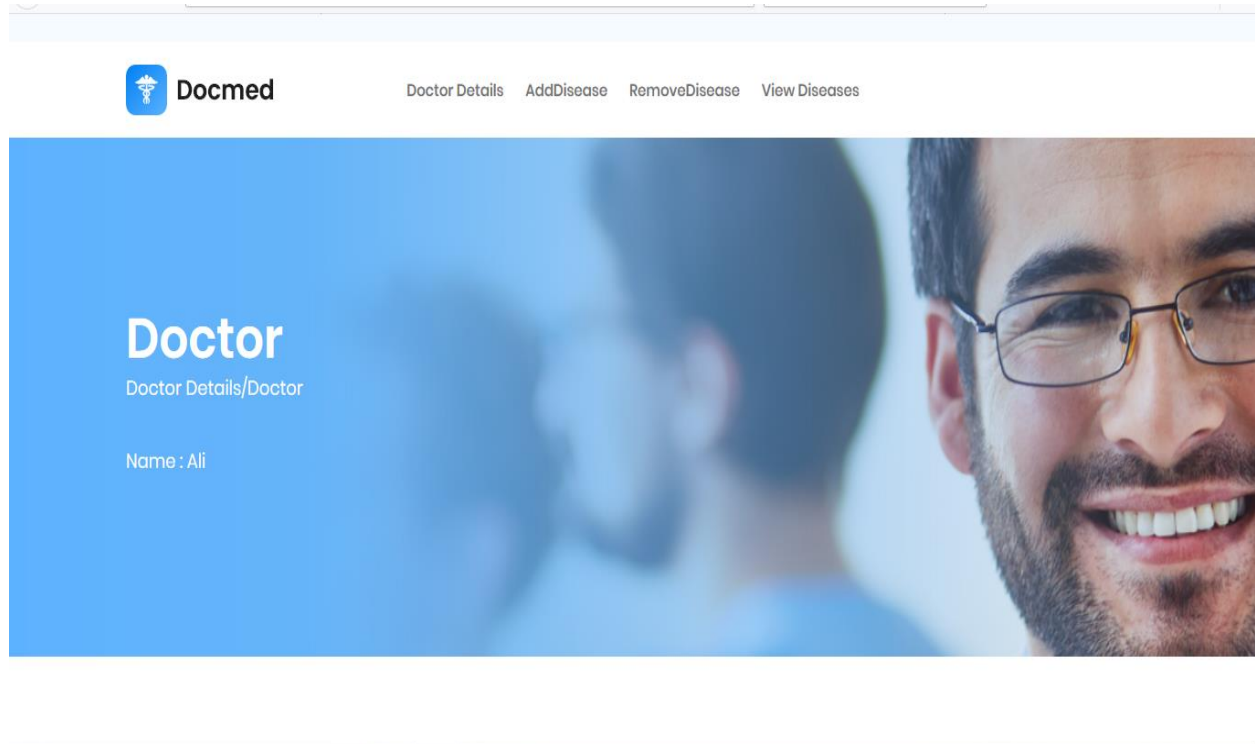 Docmed
Doctor Details AddDisease RemoveDisease View Diseases
Doctor
Doctor Details/Doctor
Name : Ali